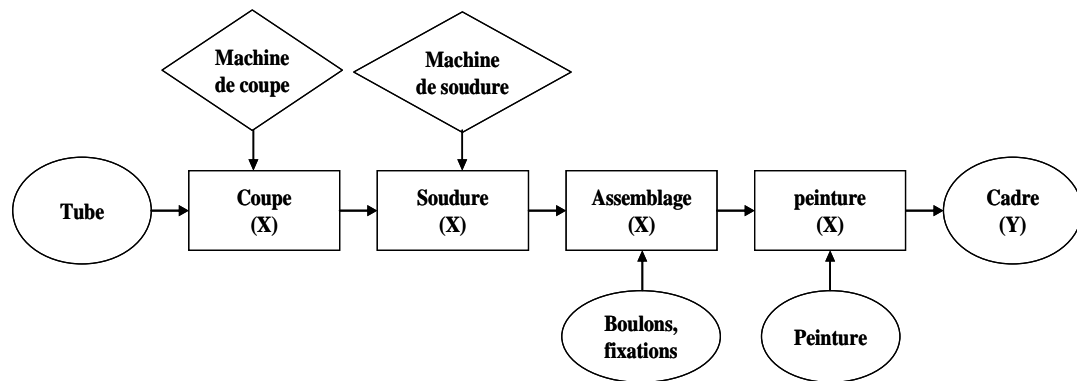 Machine
de coupe
Machine
de soudure
Tube
Coupe
(X)
Soudure
(X)
Assemblage
(X)
peinture
(X)
Cadre
(Y)
Boulons,
fixations
Peinture